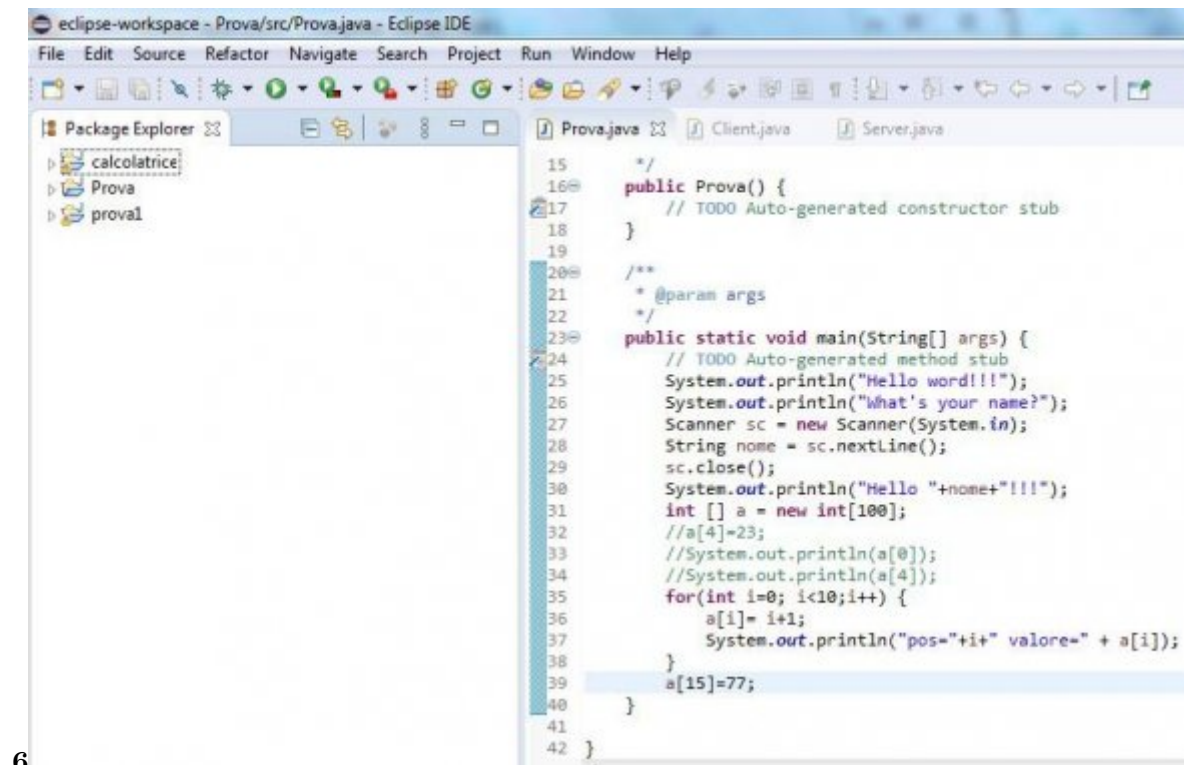 eclipse-workspace - Prova/src/Prova.java - Eclipse IDE
File Edit Source Refactor Navigate Search Project Run Window Help
Package Explorer
calcolatrice
Prova
prova1
Prova.java Client.java Server.java
15 */
16 public Prova() {
17 // TODO Auto-generated constructor stub
18 }
19
20 /**
21 * @param args
22 */
23 public static void main(String[] args) {
24 // TODO Auto-generated method stub
25 System.out.println("Hello word!!!");
26 System.out.println("What's your name?");
27 Scanner sc = new Scanner(System.in);
28 String nome = sc.nextLine();
29 sc.close();
30 System.out.println("Hello "+nome+"!!!");
31 int [] a = new int[100];
32 //a[4]=23;
33 //System.out.println(a[0]);
34 //System.out.println(a[4]);
35 for(int i=0; i<10;i++) {
36 a[i]= i+1;
37 System.out.println("pos="+i+" valore=" + a[i]);
38 }
39 a[15]=77;
40 }
41
42 }
6